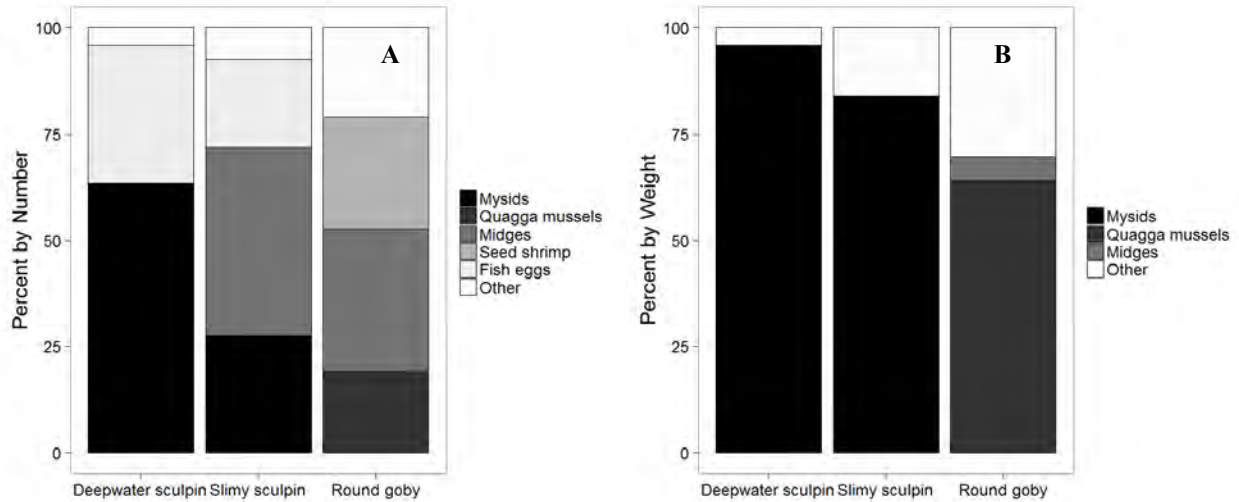 A
Percent by Number
100
75
50
25
0
Deepwater sculpin Slimy sculpin Round goby
Mysids
Quagga mussels
Midges
Seed shrimp
Fish eggs
Other
B
Percent by Weight
100
75
50
25
0
Deepwater sculpin Slimy sculpin Round goby
Mysids
Quagga mussels
Midges
Other